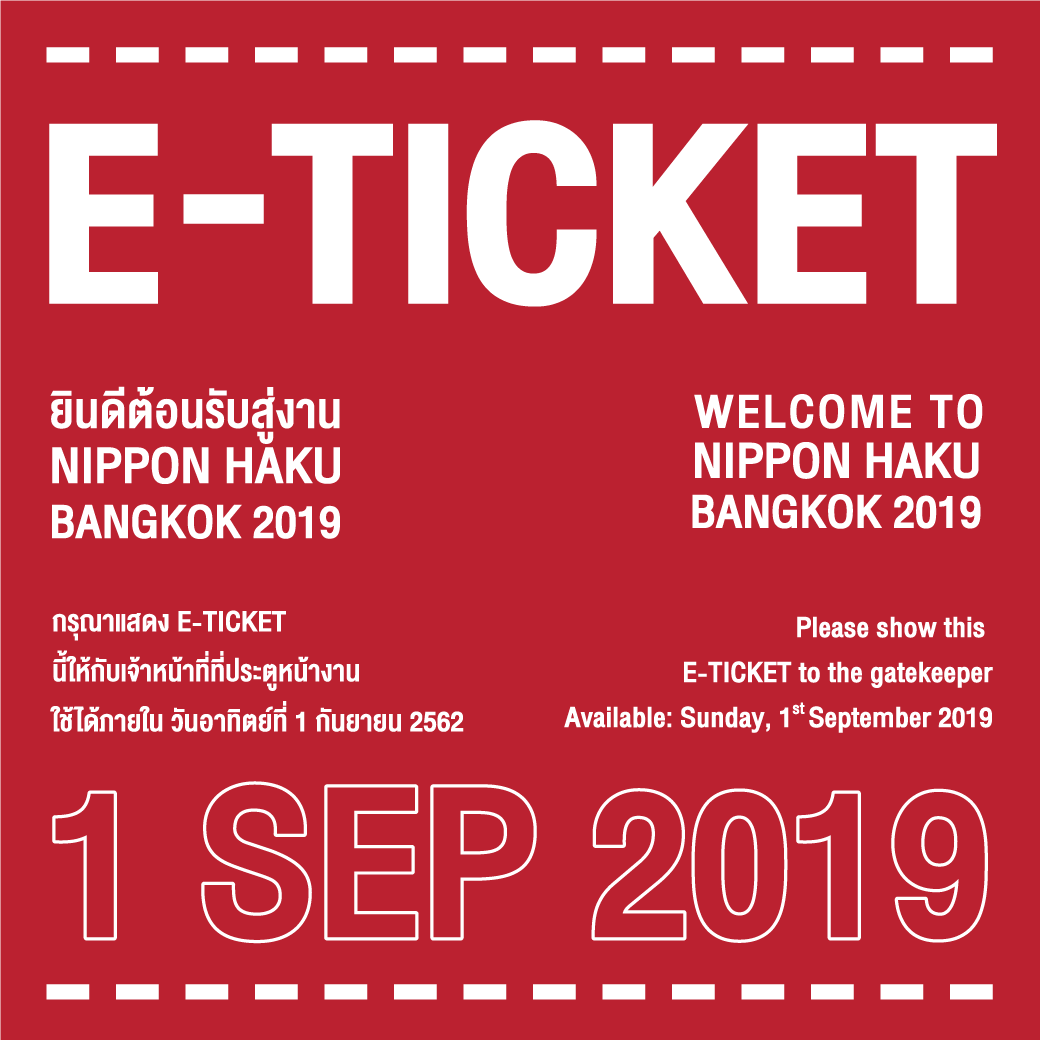 E-TICKET
ยินดีต้อนรับสู่งาน
NIPPON HAKU
BANGKOK 2019
WELCOME TO
NIPPON HAKU
BANGKOK 2019
กรุณาแสดง E-TICKET
นี้ให้กับเจ้าหน้าที่ที่ประตูหน้างาน
ใช้ได้ภายใน วันอาทิตย์ที่ 1 กันยายน 2562
Please show this
E-TICKET to the gatekeeper
Available: Sunday, 1st September 2019
1 SEP 2019